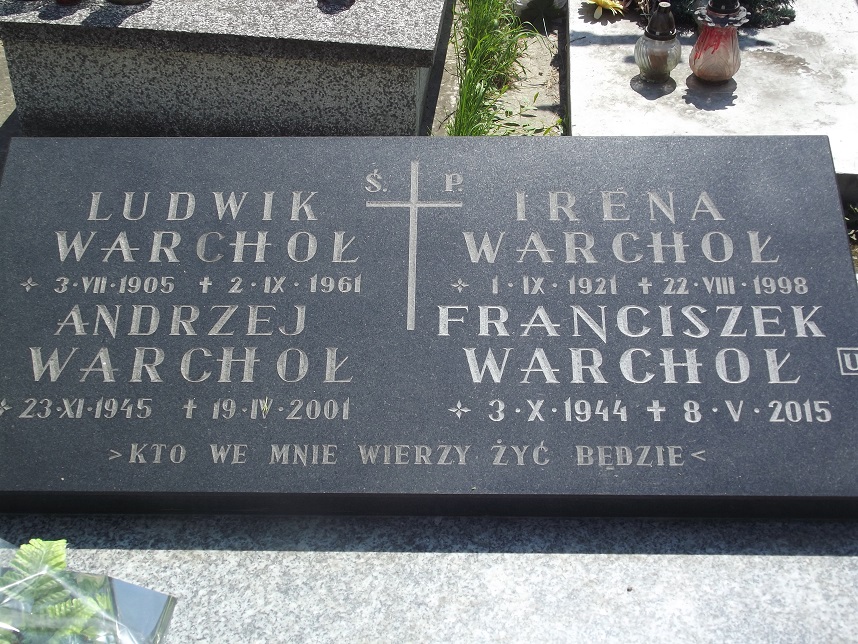 Ś. P.
LUDWIK
WARCHOŁ
✧ 3·VII·1905 ✝ 2·IX·1961
ANDRZEJ
WARCHOŁ
✧ 23·XI·1945 ✝ 19·IV·2001
IRENA
WARCHOŁ
✧ 1·IX·1921 ✝ 22·VIII·1998
FRANCISZEK
WARCHOŁ
✧ 3·X·1944 ✝ 8·V·2015
>KTO WE MNIE WIERZY ŻYĆ BĘDZIE<
U